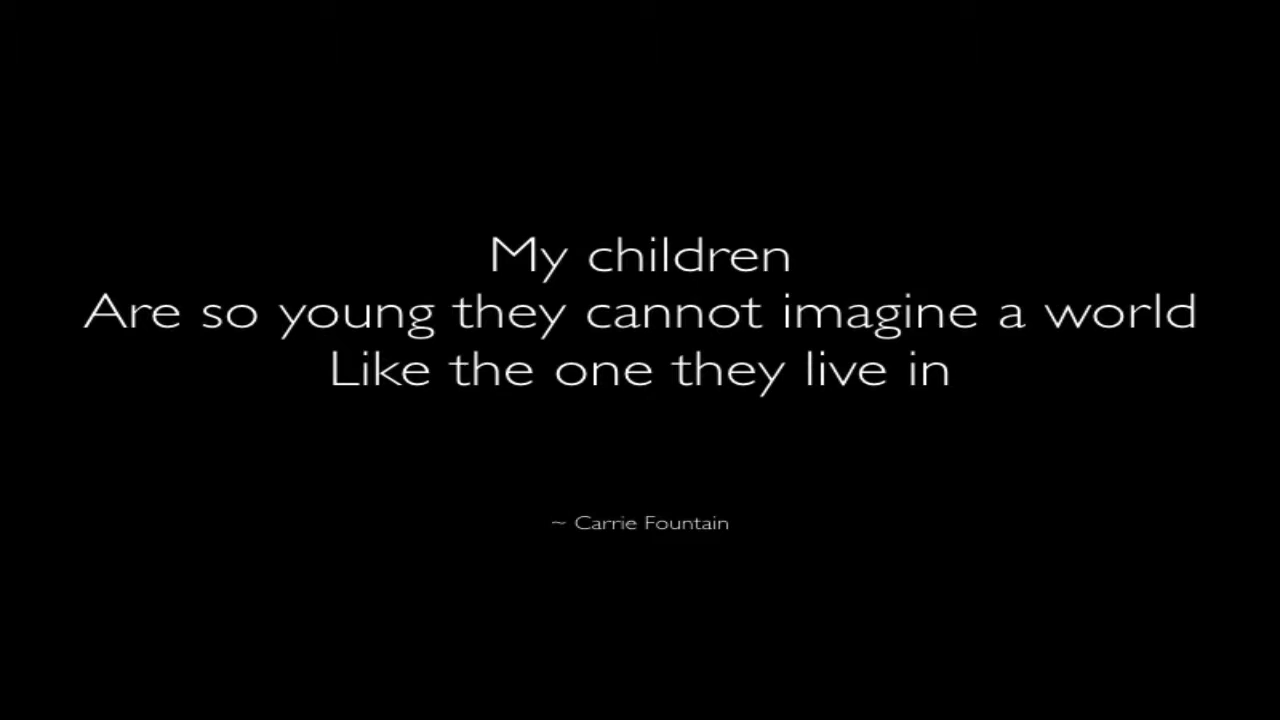 My children
Are so young they cannot imagine a world
Like the one they live in
~ Carrie Fountain